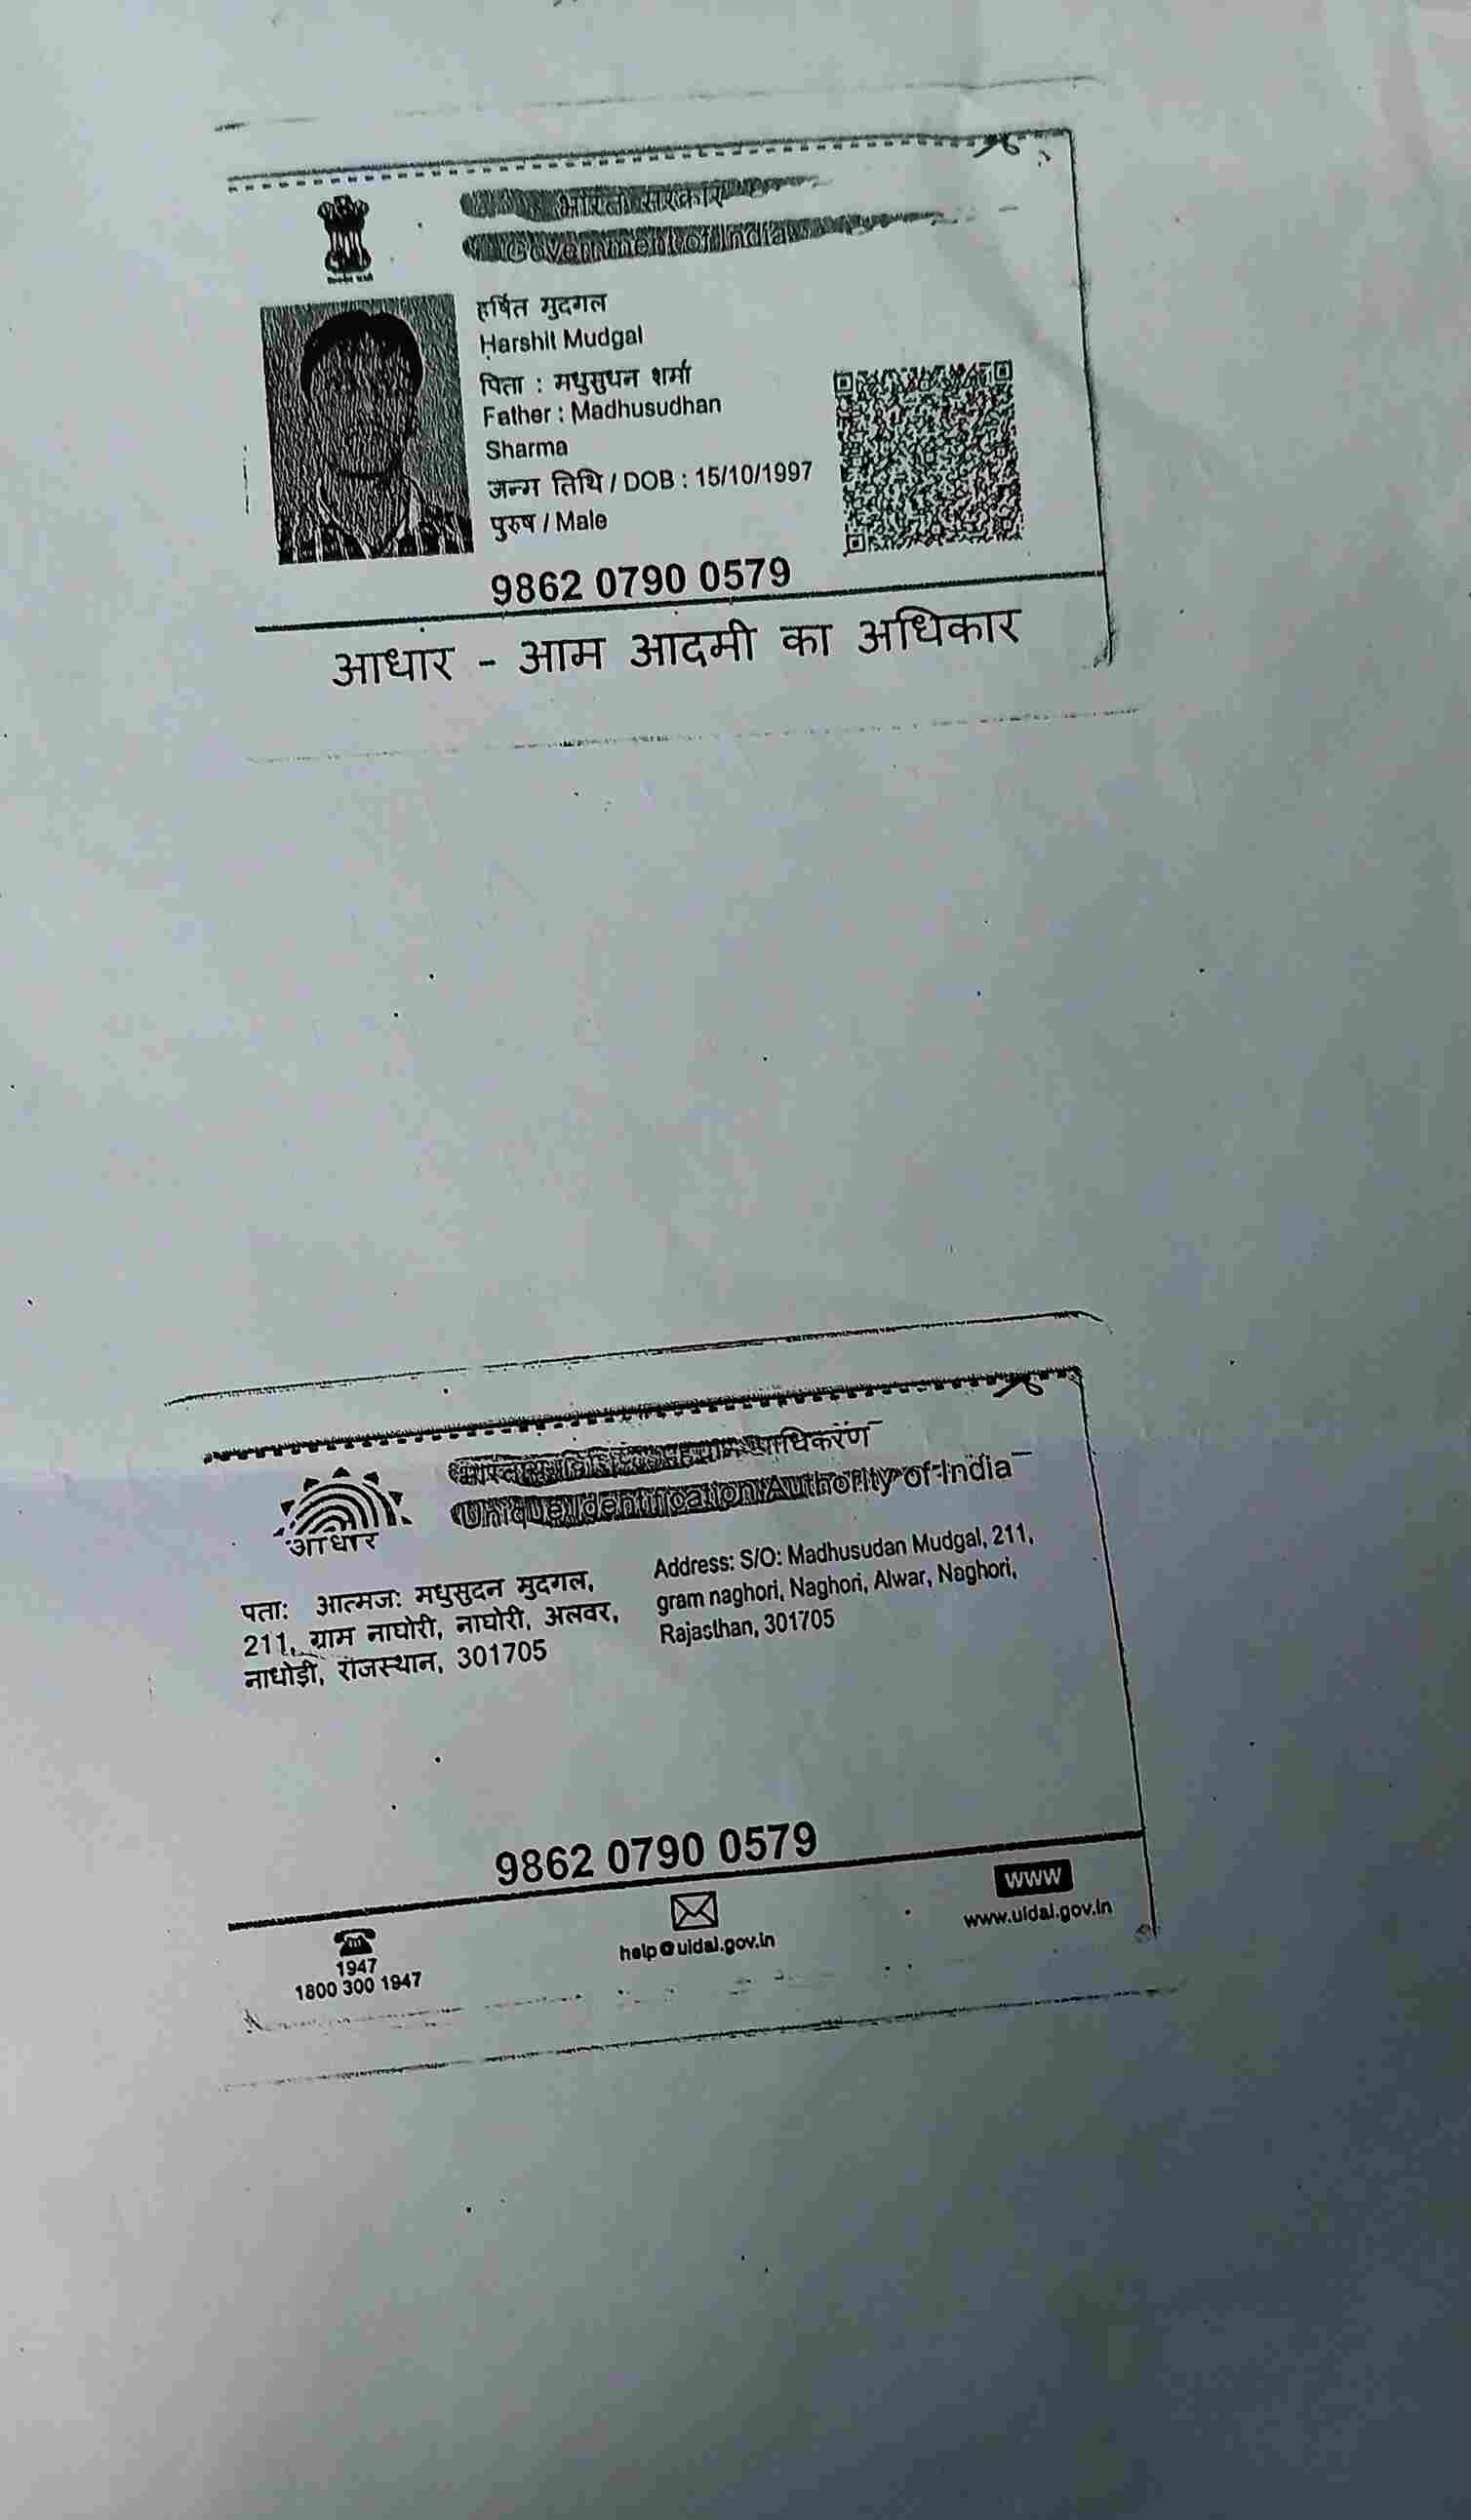 भारत सरकार
Government of India
हर्षित मुदगल
Harshit Mudgal
पिता : मधुसुधन शर्मा
Father : Madhusudhan
Sharma
जन्म तिथि / DOB : 15/10/1997
पुरुष / Male
9862 0790 0579
आधार - आम आदमी का अधिकार
आधार
प्राधिकरण
Unique Identification Authority of India
पता: आत्मज: मधुसुदन मुदगल,
211, ग्राम नाघोरी, नाघोरी, अलवर,
नाधोड़ी, राजस्थान, 301705
Address: S/O: Madhusudan Mudgal, 211,
gram naghori, Naghori, Alwar, Naghori,
Rajasthan, 301705
9862 0790 0579
1947
1800 300 1947
help@uidai.gov.in
www
www.uidai.gov.in